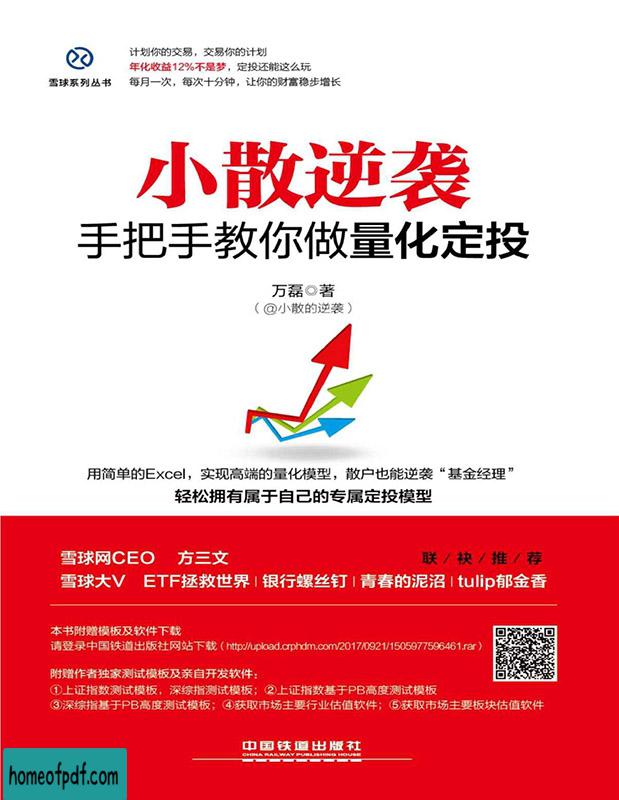 计划你的交易，交易你的计划
年化收益12%不是梦，定投还能这么玩
雪球系列丛书
每月一次，每次十分钟，让你的财富稳步增长
小散逆袭
手把手教你做量化定投
万磊◎著
（@小散的逆袭）
用简单的Excel，实现高端的量化模型，散户也能逆袭“基金经理”
轻松拥有属于自己的专属定投模型
雪球网CEO 方三文 联/袂/推/荐
雪球大V ETF拯救世界|银行螺丝钉|青春的泥沼|tulip郁金香
本书附赠模板及软件下载
请登录中国铁道出版社网站下载（http://upload.crphdm.com/2017/0921/1505977596461.rar）
附赠作者独家测试模板及亲自开发软件：
①上证指数测试模板，深综指测试模板；②上证指数基于PB高度测试模板
③深综指基于PB高度测试模板；④获取市场主要行业估值软件；⑤获取市场主要板块估值软件
中国铁道出版社
CHINA RAILWAY PUBLISHING HOUSE
homeofpdf.com